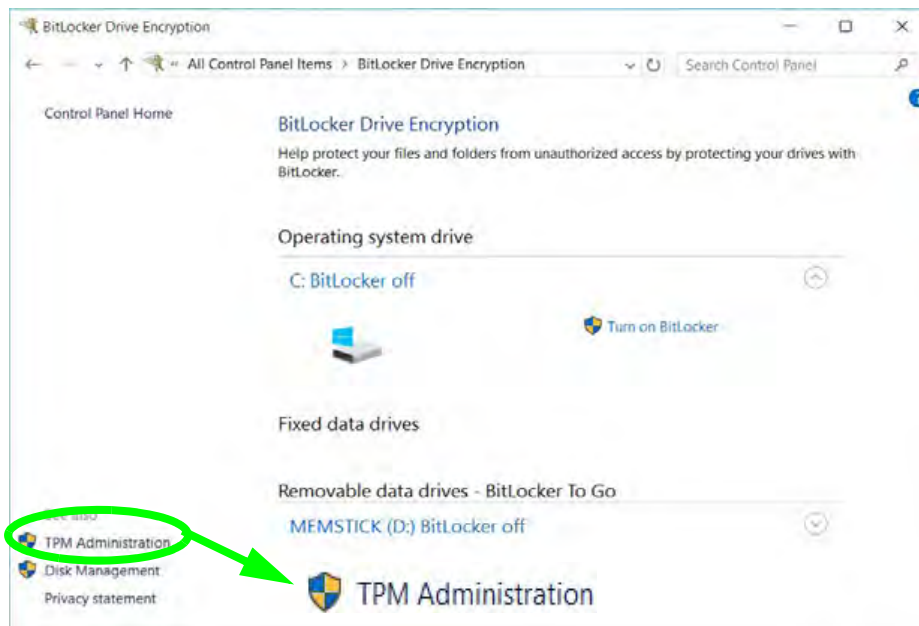 BitLocker Drive Encryption
« All Control Panel Items > BitLocker Drive Encryption
Search Control Panel
Control Panel Home
BitLocker Drive Encryption
Help protect your files and folders from unauthorized access by protecting your drives with
BitLocker.
Operating system drive
C: BitLocker off
Turn on BitLocker
Fixed data drives
Removable data drives - BitLocker To Go
MEMSTICK (D:) BitLocker off
See also
TPM Administration
Disk Management
Privacy statement
TPM Administration